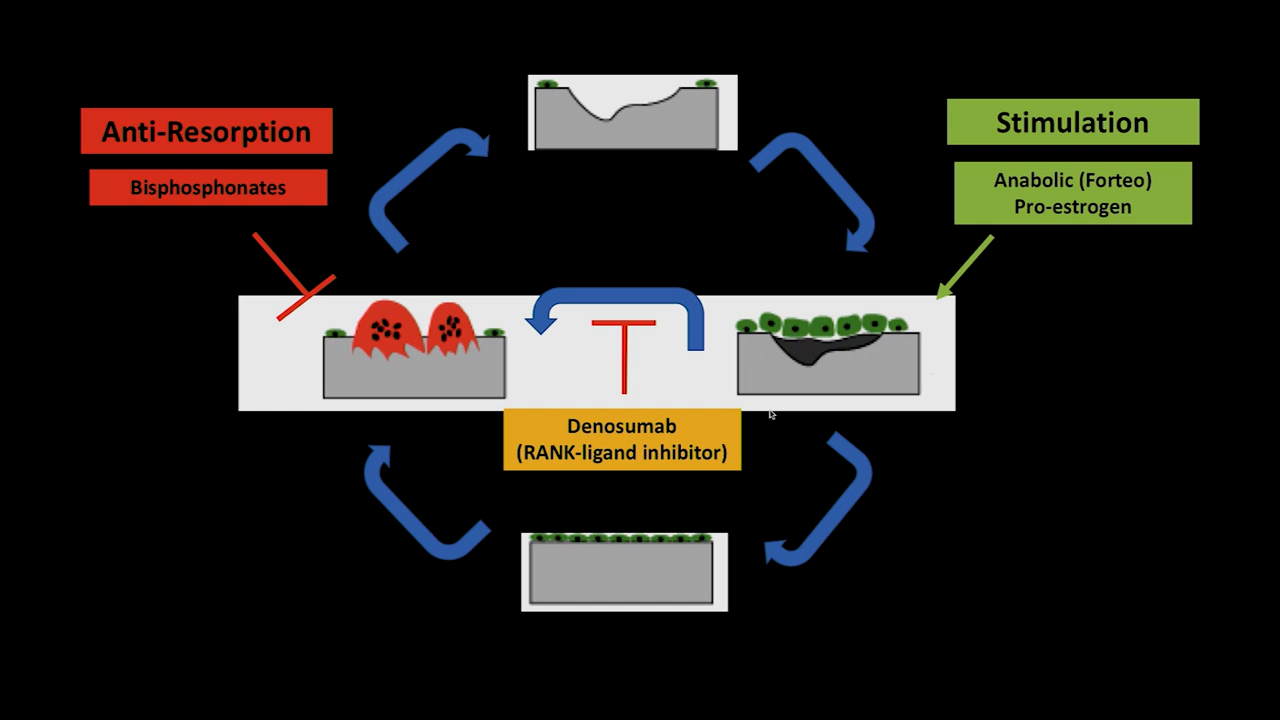 Anti-Resorption
Bisphosphonates
Stimulation
Anabolic (Forteo)
Pro-estrogen
Denosumab
(RANK-ligand inhibitor)